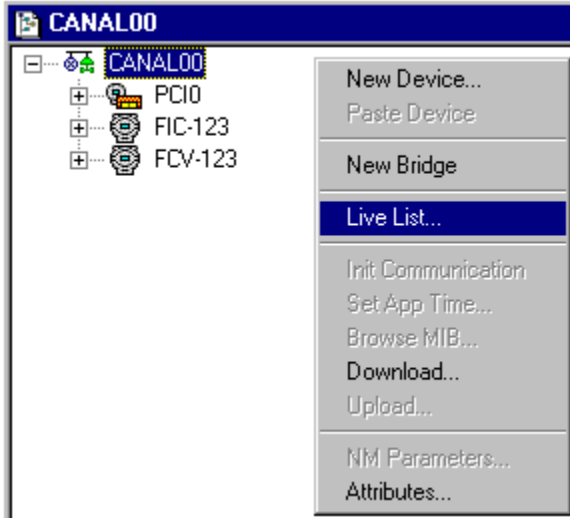 CANAL00
CANAL00
PCI0
FIC-123
FCV-123
New Device...
Paste Device
New Bridge
Live List...
Init Communication
Set App Time...
Browse MIB...
Download...
Upload...
NM Parameters...
Attributes...